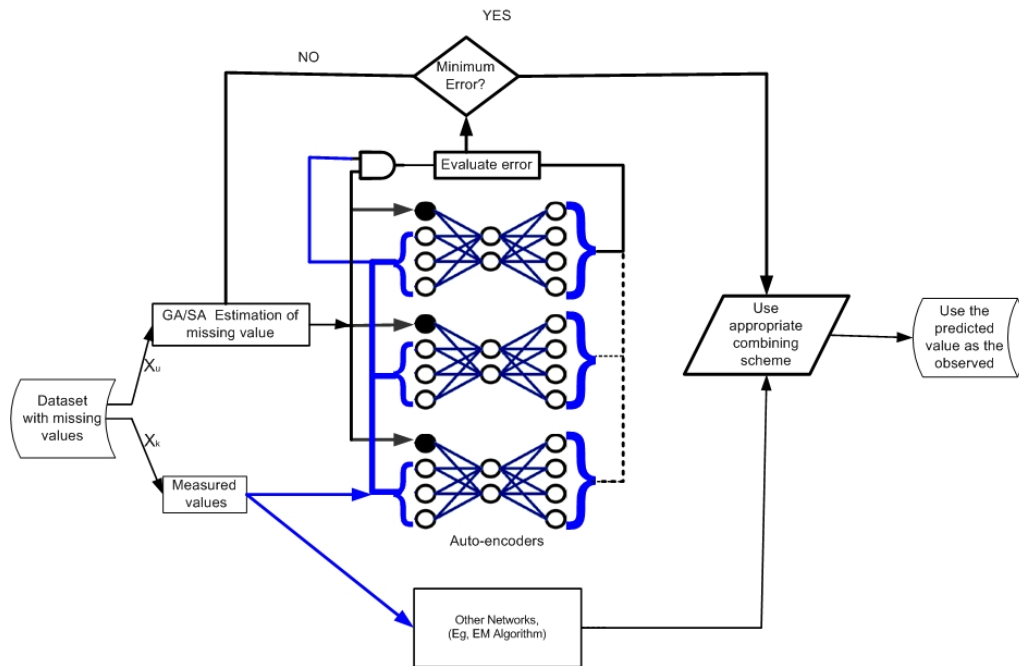 YES
NO
Minimum
Error?
Evaluate error
GA/SA Estimation of
missing value
Use
appropriate
combining
scheme
Use the
predicted
value as the
observed
Xu
Dataset
with missing
values
Xk
Measured
values
Auto-encoders
Other Networks,
(Eg, EM Algorithm)